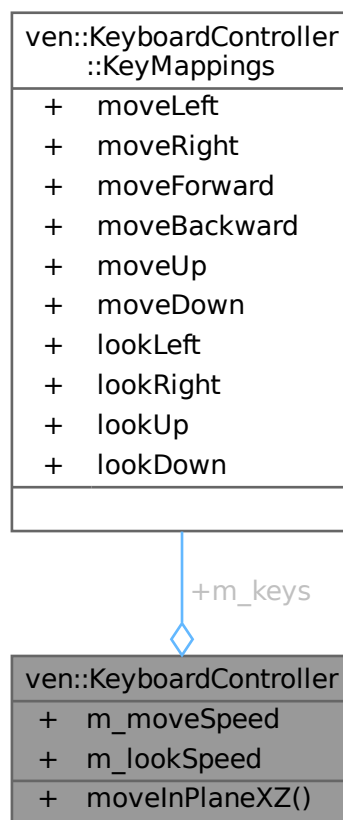 ven::KeyboardController
::KeyMappings
+ moveLeft
+ moveRight
+ moveForward
+ moveBackward
+ moveUp
+ moveDown
+ lookLeft
+ lookRight
+ lookUp
+ lookDown
+m_keys
ven::KeyboardController
+ m_moveSpeed
+ m_lookSpeed
+ moveInPlaneXZ()